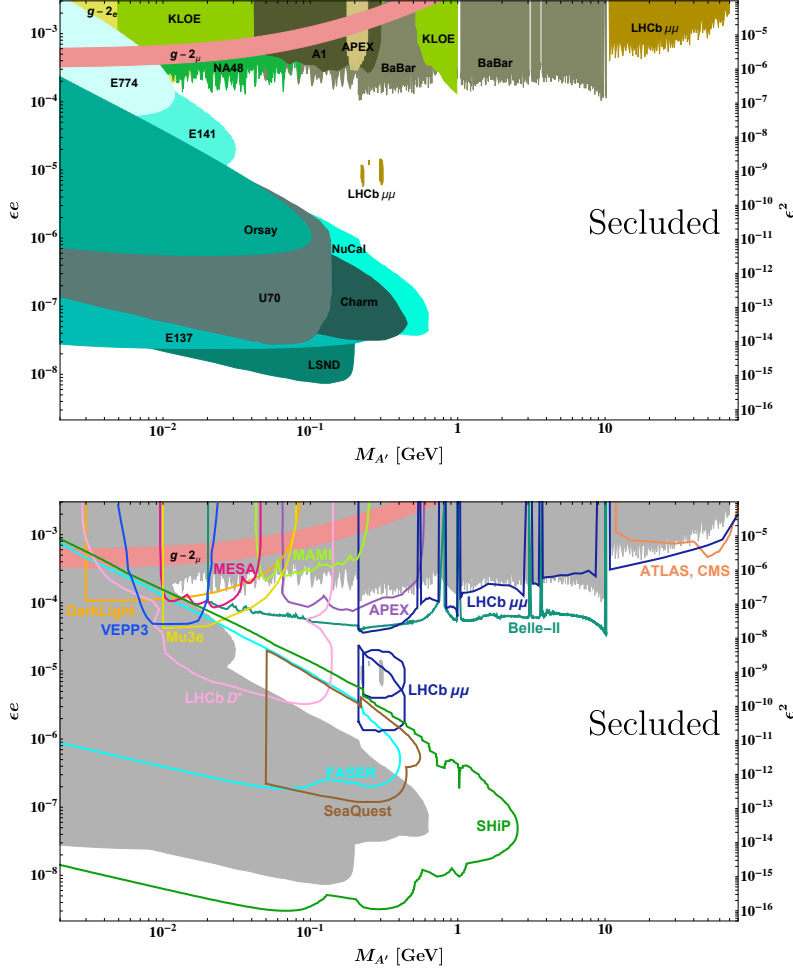 g−2e
KLOE
g−2μ
NA48
A1
APEX
BaBar
KLOE
BaBar
LHCb μμ
E774
E141
LHCb μμ
Orsay
NuCal
U70
Charm
E137
LSND
Secluded
10⁻³
10⁻⁴
10⁻⁵
10⁻⁶
10⁻⁷
10⁻⁸
ϵe
10⁻⁵
10⁻⁶
10⁻⁷
10⁻⁸
10⁻⁹
10⁻¹⁰
10⁻¹¹
10⁻¹²
10⁻¹³
10⁻¹⁴
10⁻¹⁵
10⁻¹⁶
ϵ²
10⁻² 10⁻¹ 1 10
M_A′ [GeV]
g−2μ
MESA
MAMI
ATLAS, CMS
DarkLight
APEX
LHCb μμ
VEPP3
Mu3e
Belle−II
LHCb D*
LHCb μμ
Secluded
FASER
SeaQuest
SHiP
10⁻³
10⁻⁴
10⁻⁵
10⁻⁶
10⁻⁷
10⁻⁸
ϵe
10⁻⁵
10⁻⁶
10⁻⁷
10⁻⁸
10⁻⁹
10⁻¹⁰
10⁻¹¹
10⁻¹²
10⁻¹³
10⁻¹⁴
10⁻¹⁵
10⁻¹⁶
ϵ²
10⁻² 10⁻¹ 1 10
M_A′ [GeV]